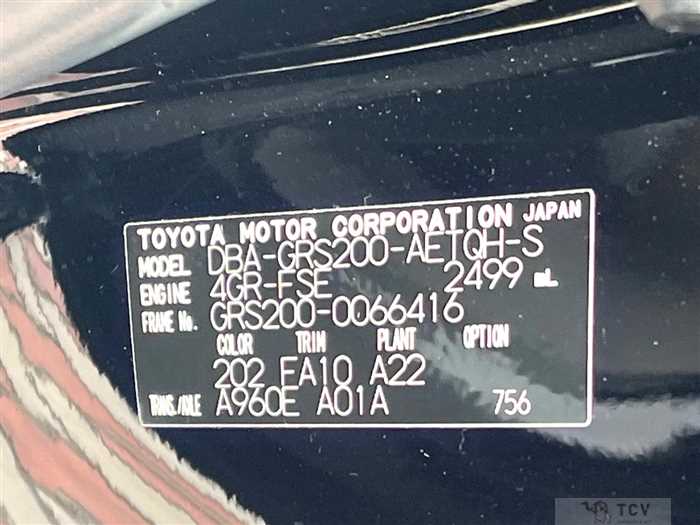 TOYOTA MOTOR CORPORATION JAPAN
MODEL DBA-GRS200-AETQH-S
ENGINE 4GR-FSE 2499 mL
FRAME No. GRS200-0066416
COLOR TRIM PLANT OPTION
202 FA10 A22
TRANS./AXLE A960E A01A 756
TCV